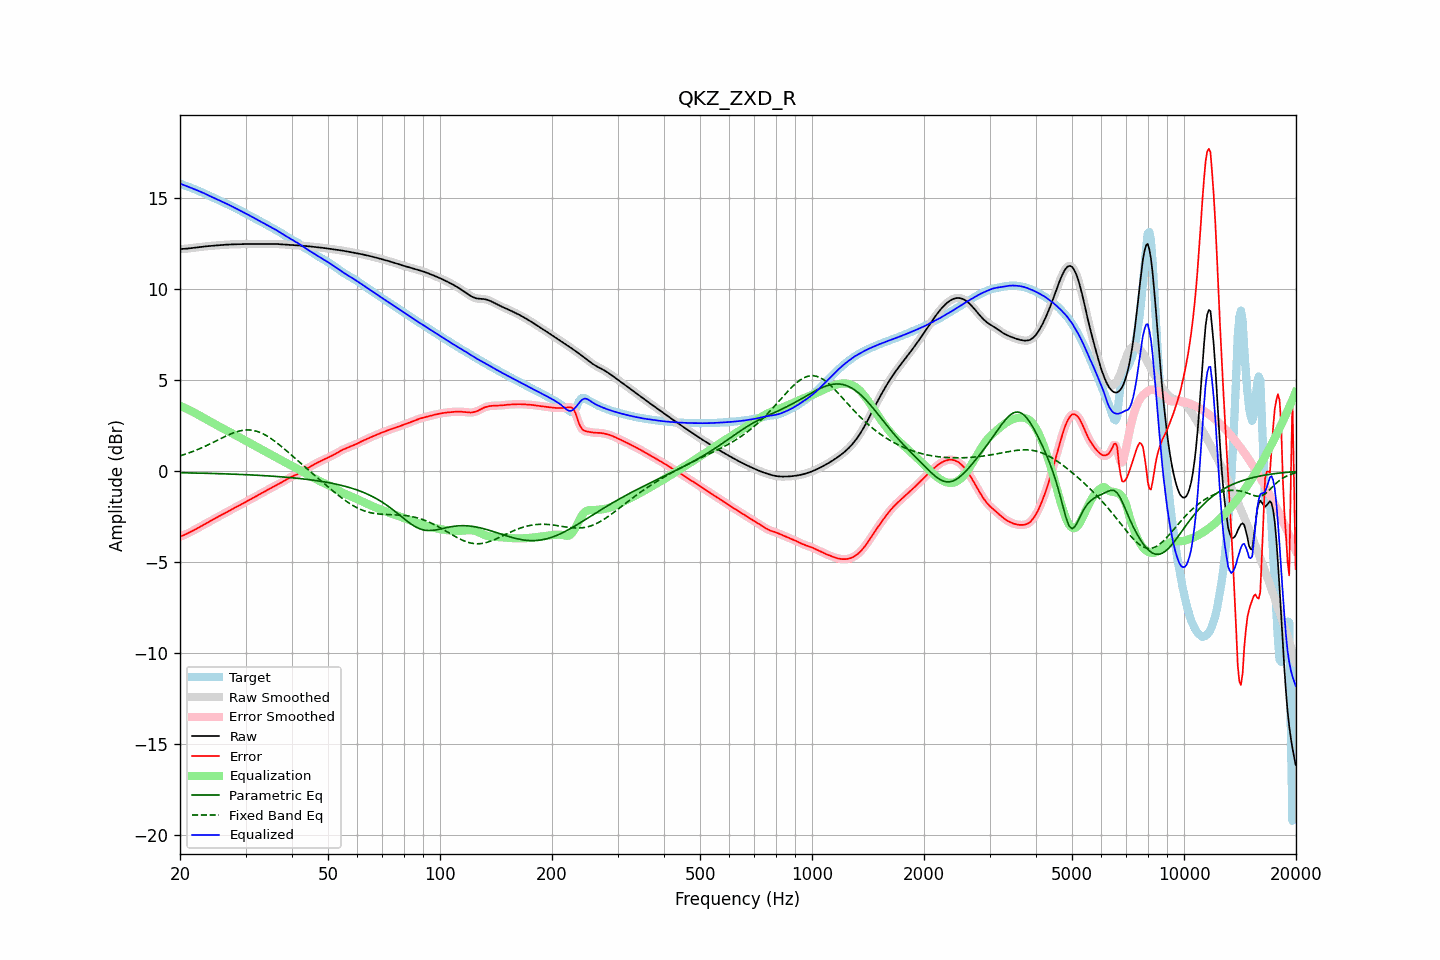 QKZ_ZXD_R
Amplitude (dBr)
15
10
5
0
−5
−10
−15
−20
Target
Raw Smoothed
Error Smoothed
Raw
Error
Equalization
Parametric Eq
Fixed Band Eq
Equalized
20 50 100 200 500 1000 2000 5000 10000 20000
Frequency (Hz)